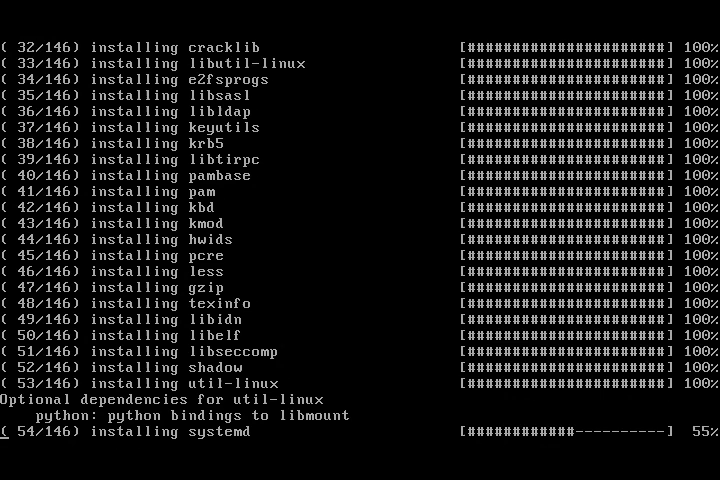 ( 32/146) installing cracklib [######################] 100%
( 33/146) installing libutil-linux [######################] 100%
( 34/146) installing e2fsprogs [######################] 100%
( 35/146) installing libsasl [######################] 100%
( 36/146) installing libldap [######################] 100%
( 37/146) installing keyutils [######################] 100%
( 38/146) installing krb5 [######################] 100%
( 39/146) installing libtirpc [######################] 100%
( 40/146) installing pambase [######################] 100%
( 41/146) installing pam [######################] 100%
( 42/146) installing kbd [######################] 100%
( 43/146) installing kmod [######################] 100%
( 44/146) installing hwids [######################] 100%
( 45/146) installing pcre [######################] 100%
( 46/146) installing less [######################] 100%
( 47/146) installing gzip [######################] 100%
( 48/146) installing texinfo [######################] 100%
( 49/146) installing libidn [######################] 100%
( 50/146) installing libelf [######################] 100%
( 51/146) installing libseccomp [######################] 100%
( 52/146) installing shadow [######################] 100%
( 53/146) installing util-linux [######################] 100%
Optional dependencies for util-linux
    python: python bindings to libmount
( 54/146) installing systemd [############----------] 55%